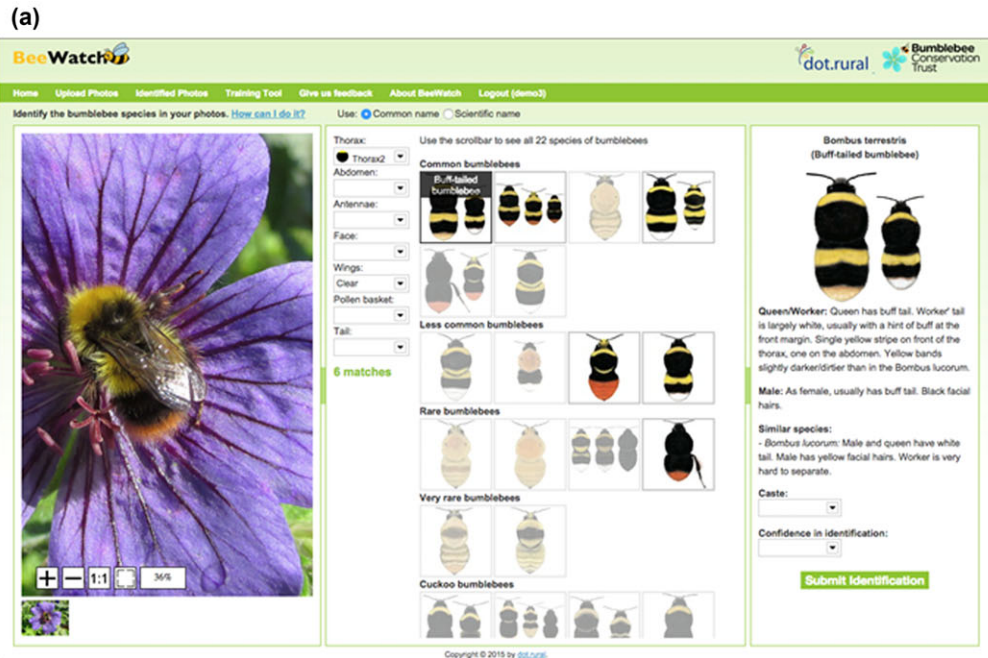 (a)
BeeWatch
dot.rural
Bumblebee
Conservation
Trust
Home Upload Photos Identified Photos Training Tool Give us feedback About BeeWatch Logout (demo3)
Identify the bumblebee species in your photos. How can I do it?
Use: Common name Scientific name
Thorax:
Thorax2
Abdomen:
Antennae:
Face:
Wings:
Clear
Pollen basket:
Tail:
6 matches
Use the scrollbar to see all 22 species of bumblebees
Common bumblebees
Buff-tailed
bumblebee
Less common bumblebees
Rare bumblebees
Very rare bumblebees
Cuckoo bumblebees
Bombus terrestris
(Buff-tailed bumblebee)
Queen/Worker: Queen has buff tail. Worker' tail
is largely white, usually with a hint of buff at the
front margin. Single yellow stripe on front of the
thorax, one on the abdomen. Yellow bands
slightly darker/dirtier than in the Bombus lucorum.
Male: As female, usually has buff tail. Black facial
hairs.
Similar species:
- Bombus lucorum: Male and queen have white
tail. Male has yellow facial hairs. Worker is very
hard to separate.
Caste:
Confidence in identification:
Submit Identification
1:1
36%
Copyright © 2015 by dot.rural.